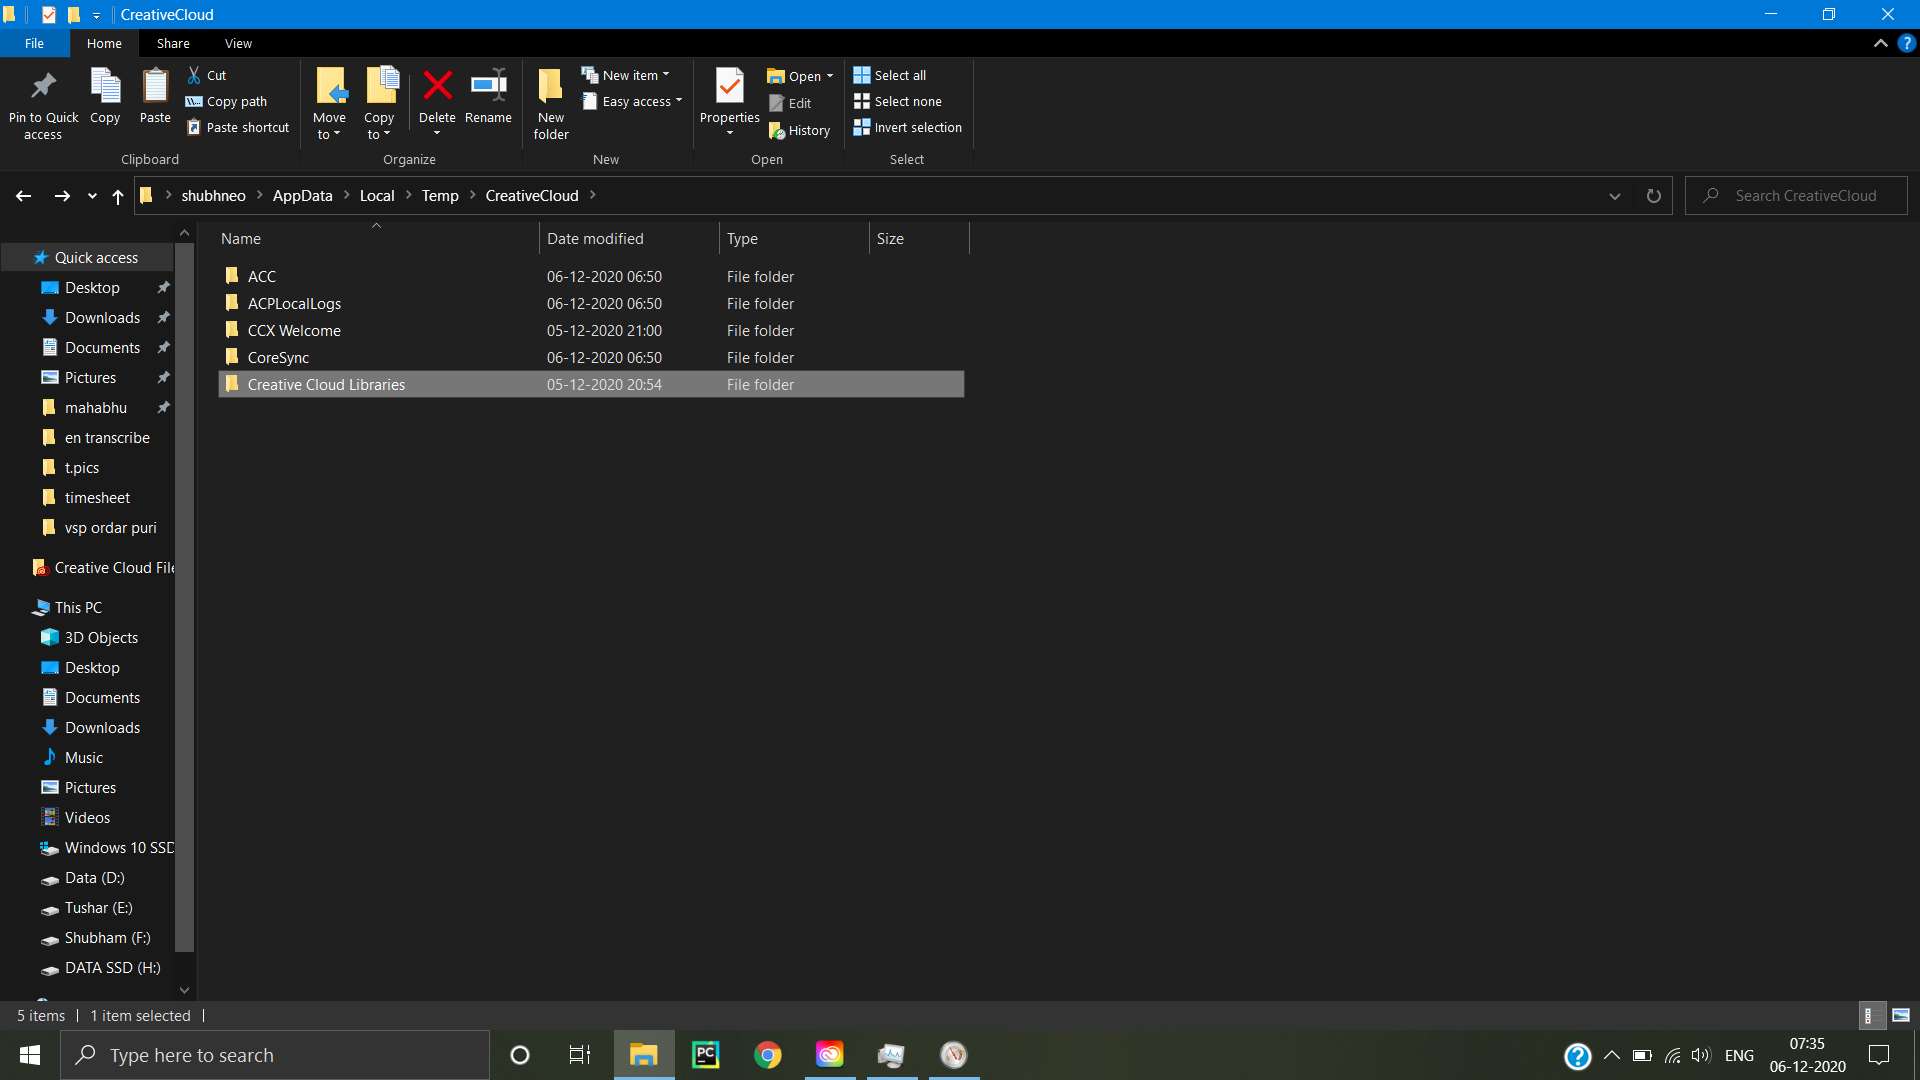 CreativeCloud
File Home Share View
Pin to Quick access
Copy
Paste
Cut
Copy path
Paste shortcut
Clipboard
Move to
Copy to
Delete
Rename
Organize
New folder
New item
Easy access
New
Properties
Open
Edit
History
Open
Select all
Select none
Invert selection
Select
shubhneo AppData Local Temp CreativeCloud
Search CreativeCloud
Quick access
Desktop
Downloads
Documents
Pictures
mahabhu
en transcribe
t.pics
timesheet
vsp ordar puri
Creative Cloud File
This PC
3D Objects
Desktop
Documents
Downloads
Music
Pictures
Videos
Windows 10 SSD
Data (D:)
Tushar (E:)
Shubham (F:)
DATA SSD (H:)
Name Date modified Type Size
ACC 06-12-2020 06:50 File folder
ACPLocalLogs 06-12-2020 06:50 File folder
CCX Welcome 05-12-2020 21:00 File folder
CoreSync 06-12-2020 06:50 File folder
Creative Cloud Libraries 05-12-2020 20:54 File folder
5 items 1 item selected
Type here to search
PC
ENG
07:35
06-12-2020